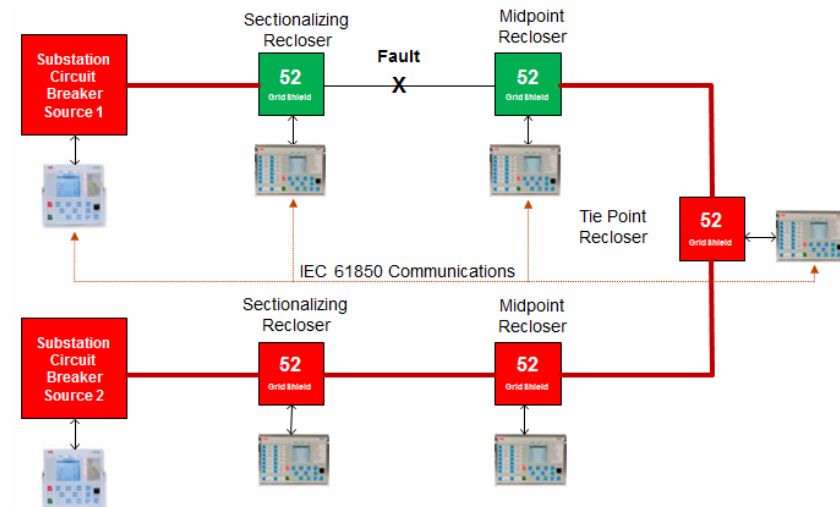 Sectionalizing
Recloser
Midpoint
Recloser
Substation
Circuit
Breaker
Source 1
52
Grid Shield
Fault
X
52
Grid Shield
Tie Point
Recloser
52
Grid Shield
IEC 61850 Communications
Sectionalizing
Recloser
Midpoint
Recloser
Substation
Circuit
Breaker
Source 2
52
Grid Shield
52
Grid Shield